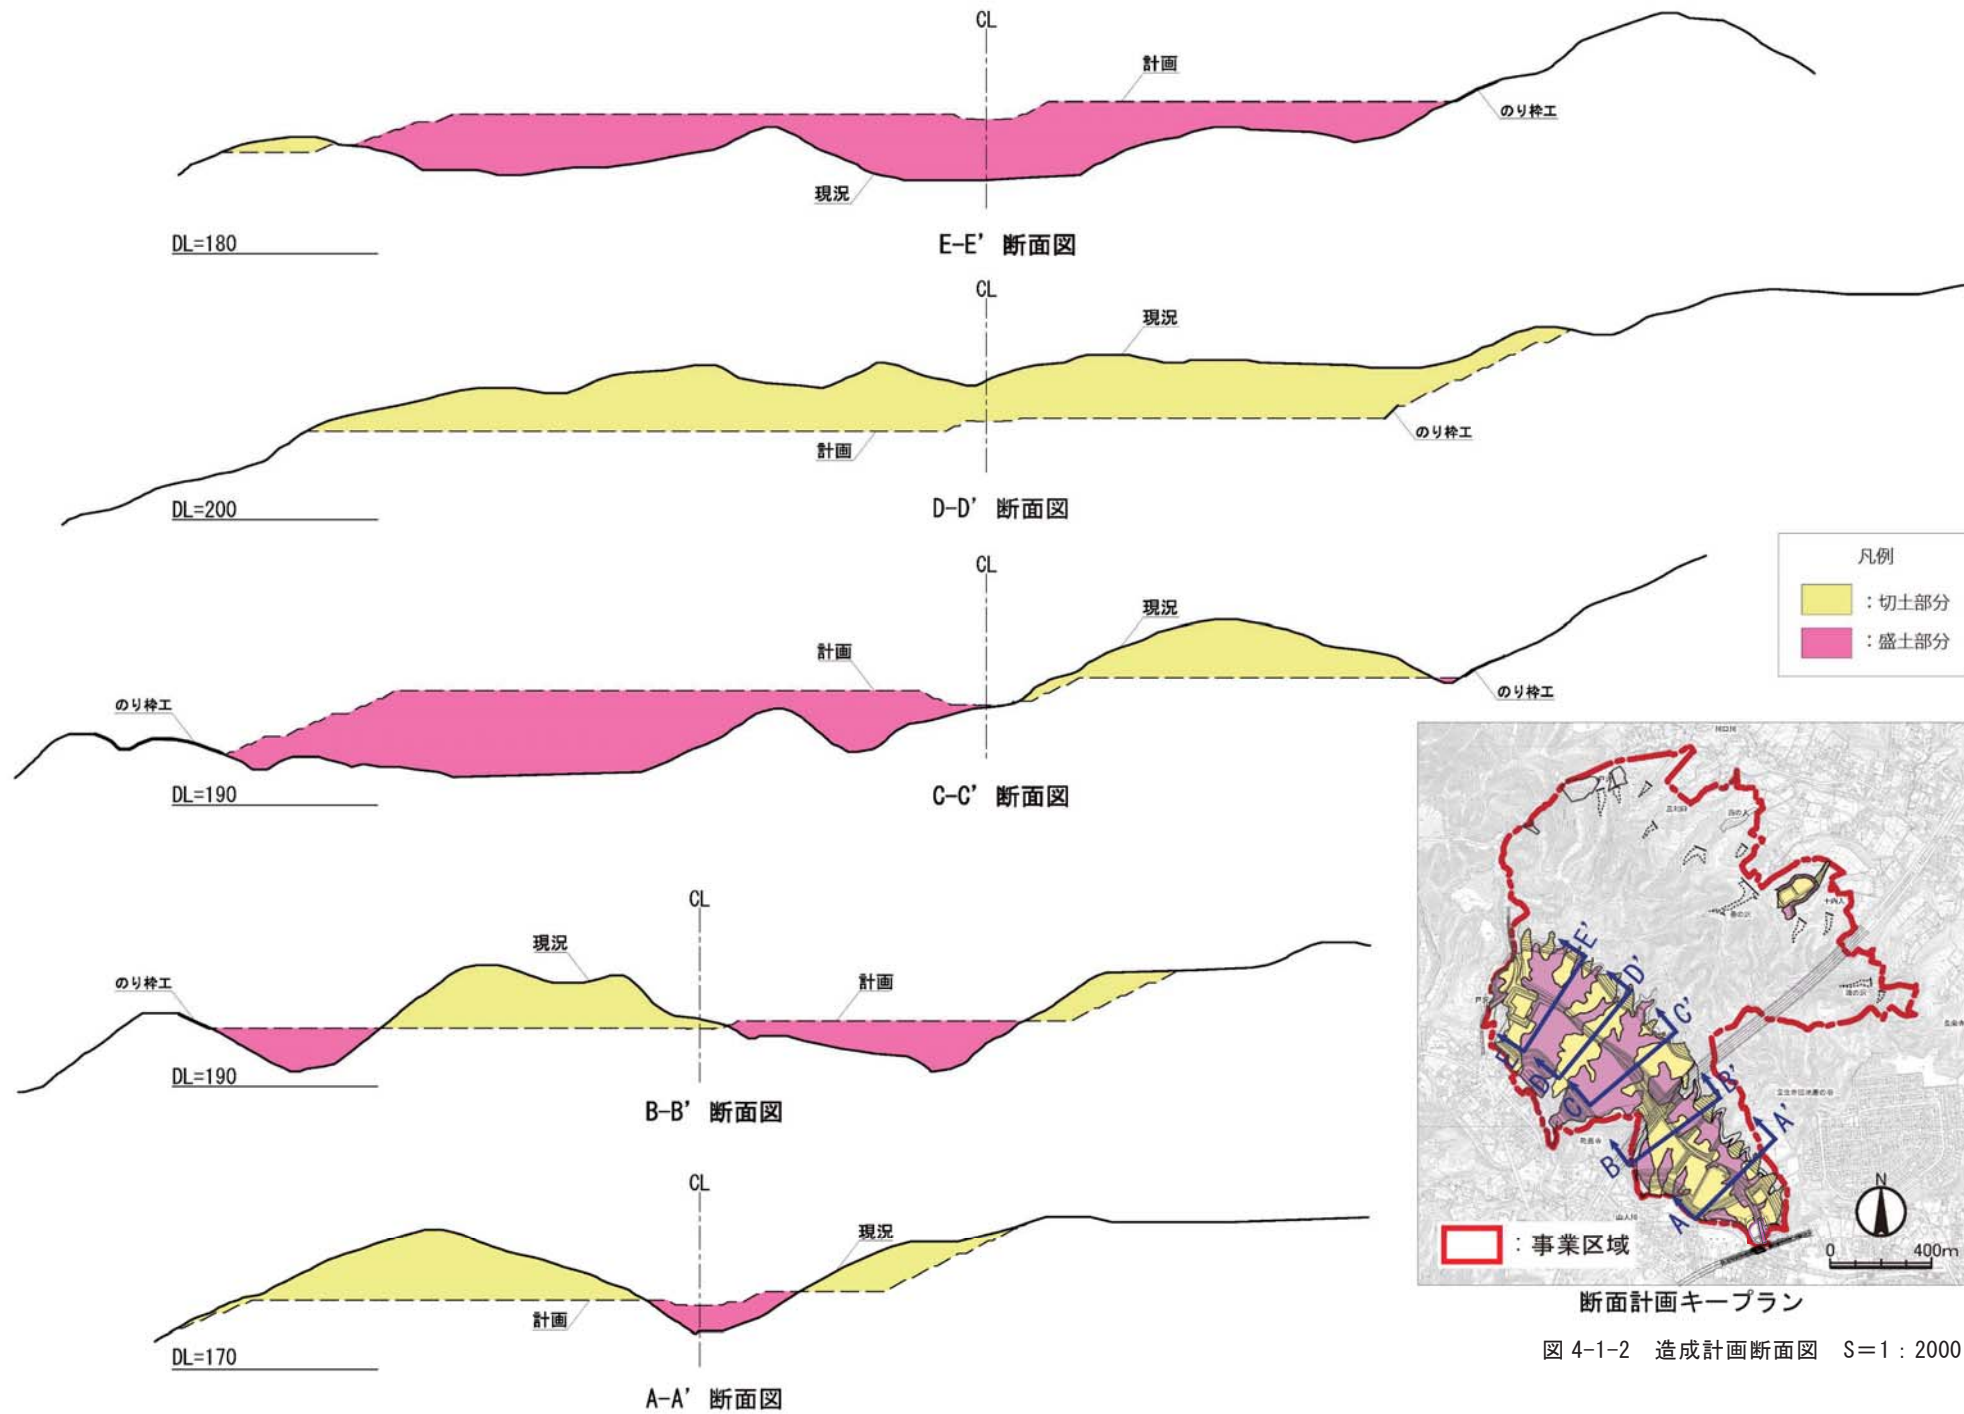 CL
計画
のり枠工
現況
DL=180
E-E’ 断面図
CL
現況
計画
のり枠工
DL=200
D-D’ 断面図
CL
現況
計画
のり枠工
のり枠工
DL=190
C-C’ 断面図
凡例
：切土部分
：盛土部分
CL
現況
のり枠工
計画
DL=190
B-B’ 断面図
CL
現況
計画
DL=170
A-A’ 断面図
E'
D'
C'
B'
A'
E
D
C
B
A
N
0 400m
：事業区域
断面計画キープラン
図 4-1-2　造成計画断面図　S＝1：2000